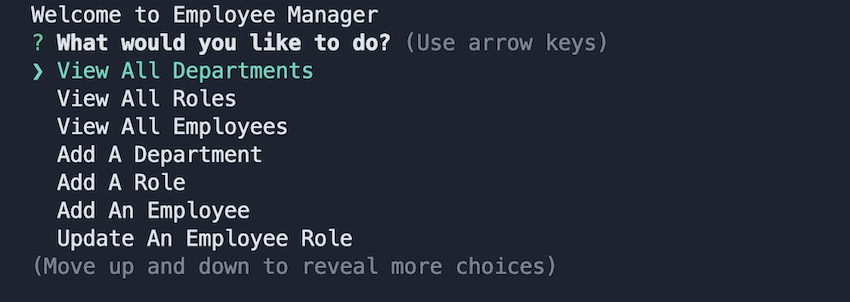 Welcome to Employee Manager
? What would you like to do? (Use arrow keys)
❯ View All Departments
View All Roles
View All Employees
Add A Department
Add A Role
Add An Employee
Update An Employee Role
(Move up and down to reveal more choices)